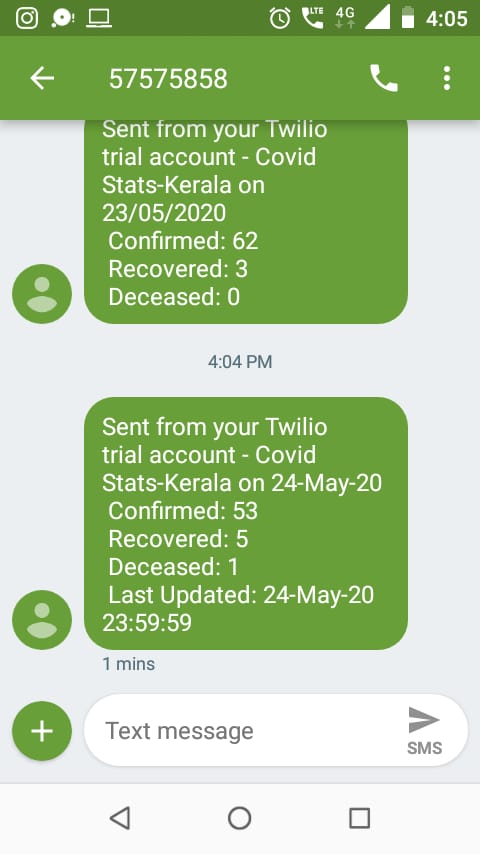 LTE 4G 4:05
57575858
Sent from your Twilio
trial account - Covid
Stats-Kerala on
23/05/2020
Confirmed: 62
Recovered: 3
Deceased: 0
4:04 PM
Sent from your Twilio
trial account - Covid
Stats-Kerala on 24-May-20
Confirmed: 53
Recovered: 5
Deceased: 1
Last Updated: 24-May-20
23:59:59
1 mins
Text message
SMS